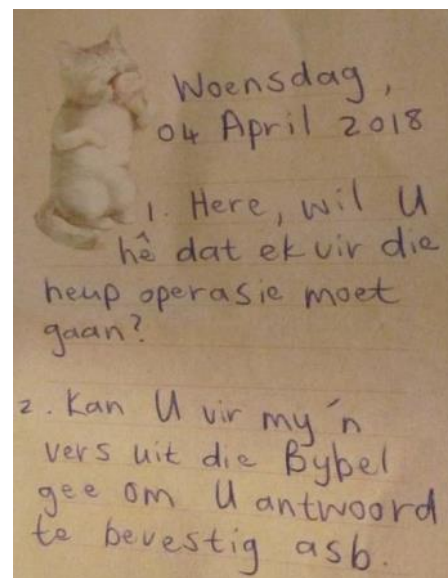 Woensdag,
04 April 2018
1. Here, wil U
hê dat ek vir die
heup operasie moet
gaan?
2. Kan U vir my 'n
vers uit die Bybel
gee om U antwoord
te bevestig asb.